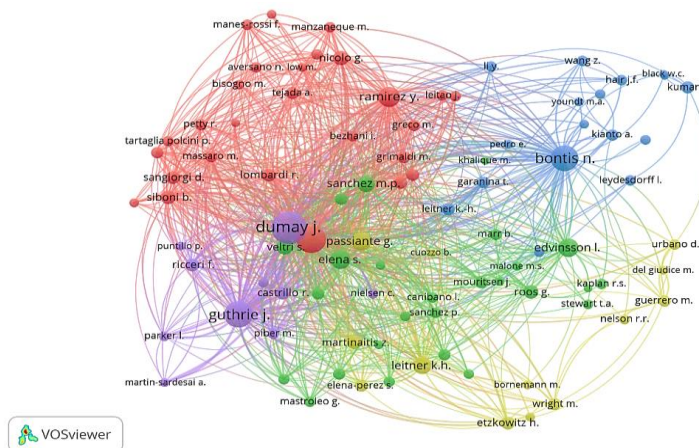 manes-rossi f.
manzaneque m.
nicolo g.
aversano n.
low m.
bisogno m.
tejada a.
ramirez y.
leitao j.
li y.
wang z.
hair j.f.
black w.c.
kumar
youndt m.a.
petty r.
greco m.
bezhani i.
kianto a.
tartaglia polcini p.
massaro m.
grimaldi m.
pedro e.
khalique m.
bontis n.
sangiorgi d.
lombardi r.
sanchez m.p.
garanina t.
leydesdorff l.
siboni b.
leitner k.-h.
dumay j.
marr b.
puntillo p.
veltri s.
passiante g.
edvinsson l.
urbano d.
cuozzo b.
ricceri f.
elena s.
malone m.s.
del giudice m.
mouritsen j.
kaplan r.s.
castrillo r.
nielsen c.
canibano l.
roos g.
stewart t.a.
guerrero m.
guthrie j.
sanchez p.
nelson r.r.
parker l.
piber m.
martinaitis z.
leitner k.h.
martin-sardesai a.
elena-perez s.
bornemann m.
mastroleo g.
wright m.
etzkowitz h.
VOSviewer